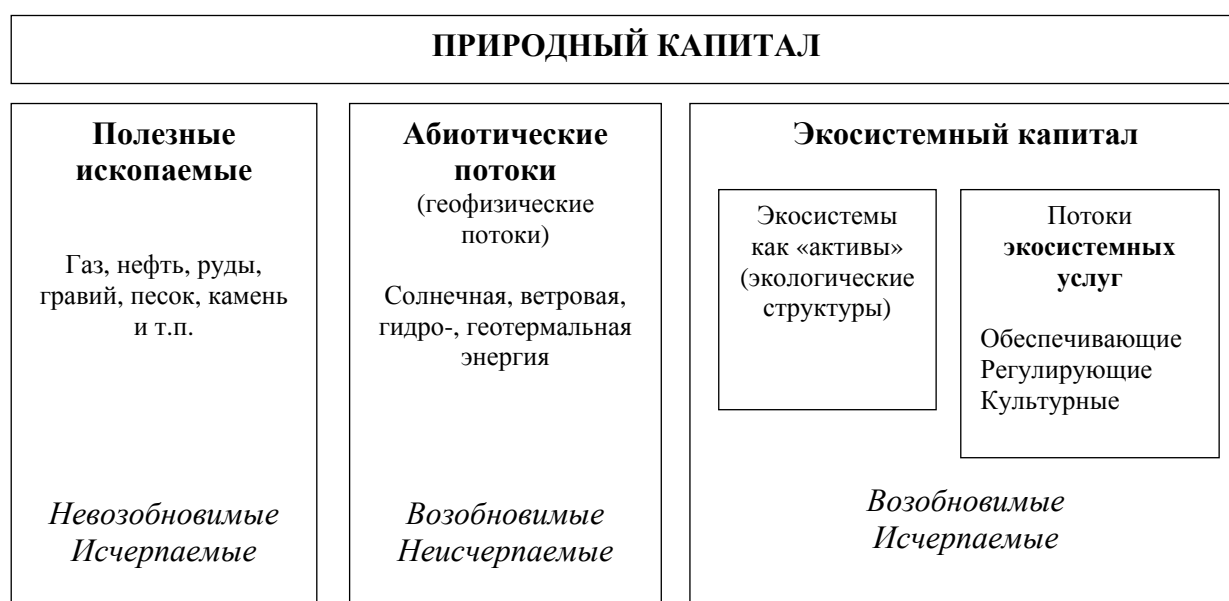 ПРИРОДНЫЙ КАПИТАЛ
Полезные
ископаемые
Газ, нефть, руды,
гравий, песок, камень
и т.п.
Невозобновимые
Исчерпаемые
Абиотические
потоки
(геофизические
потоки)
Солнечная, ветровая,
гидро-, геотермальная
энергия
Возобновимые
Неисчерпаемые
Экосистемный капитал
Экосистемы
как «активы»
(экологические
структуры)
Потоки
экосистемных
услуг
Обеспечивающие
Регулирующие
Культурные
Возобновимые
Исчерпаемые